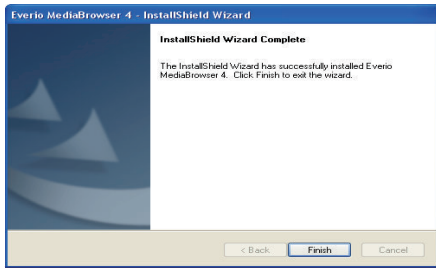 Everio MediaBrowser 4 - InstallShield Wizard
InstallShield Wizard Complete
The InstallShield Wizard has successfully installed Everio
MediaBrowser 4. Click Finish to exit the wizard.
< Back Finish Cancel